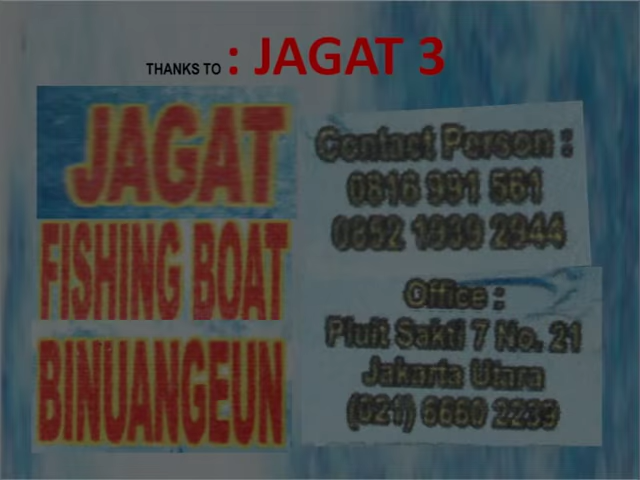 THANKS TO : JAGAT 3
JAGAT
FISHING BOAT
BINUANGEUN
Contact Person :
0816 991 561
0852 1939 2944
Office :
Pluit Sakti 7 No. 21
Jakarta Utara
(021) 6660 2239